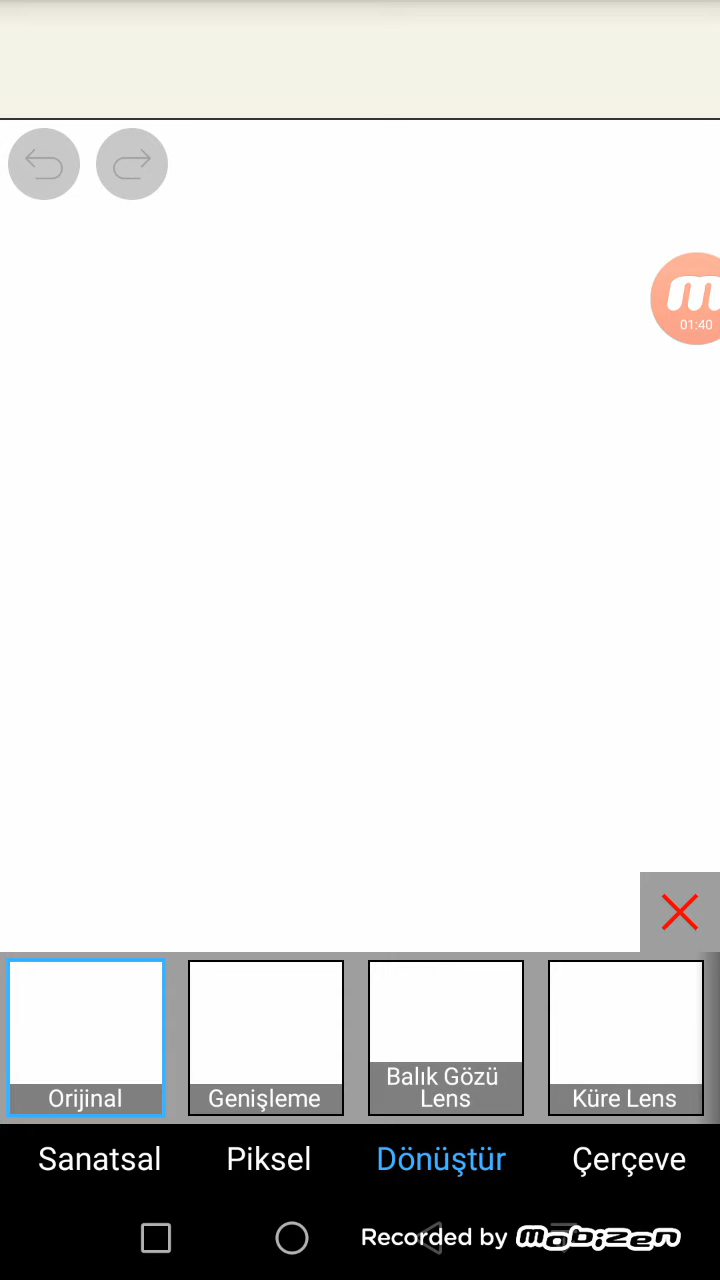 m
01:40
Orijinal
Genişleme
Balık Gözü
Lens
Küre Lens
Sanatsal
Piksel
Dönüştür
Çerçeve
Recorded by mobizen